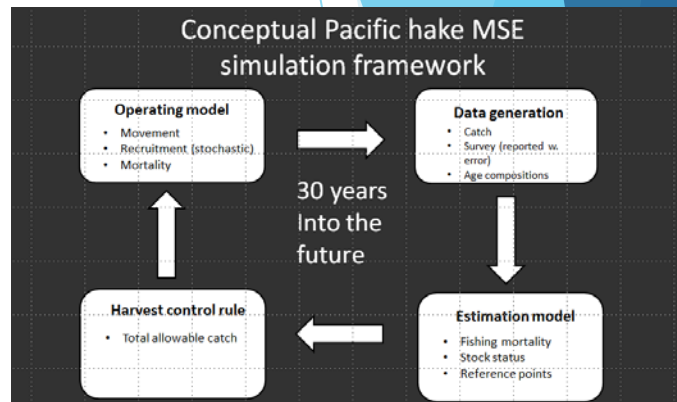 Conceptual Pacific hake MSE
simulation framework
Operating model
• Movement
• Recruitment (stochastic)
• Mortality
Data generation
• Catch
• Survey (reported w.
error)
• Age compositions
30 years
Into the
future
Harvest control rule
• Total allowable catch
Estimation model
• Fishing mortality
• Stock status
• Reference points